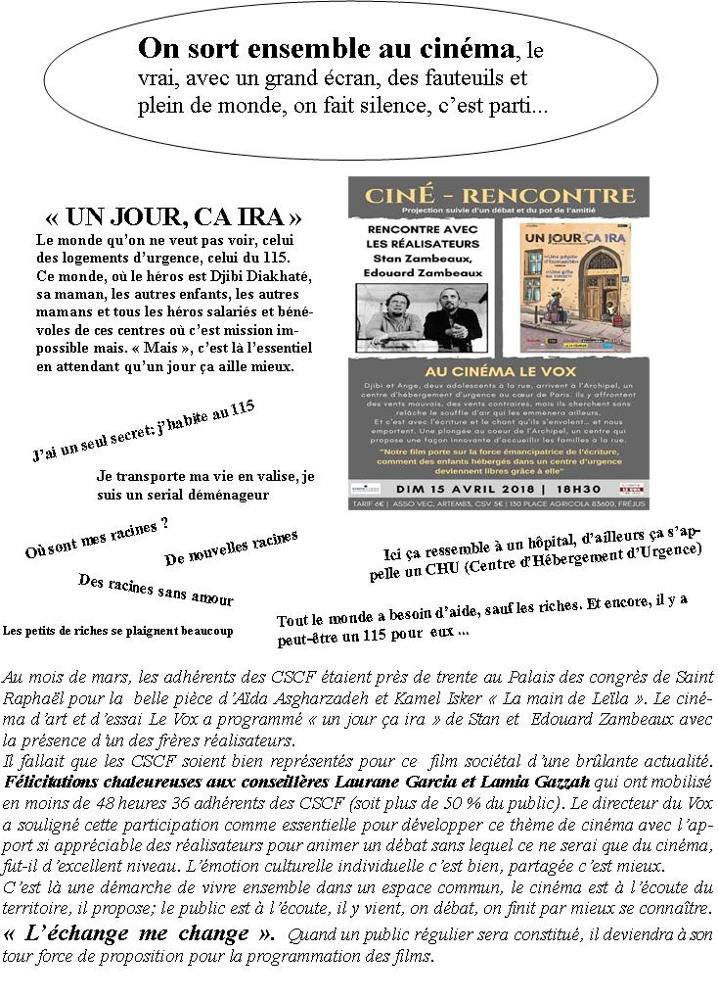 On sort ensemble au cinéma, le
vrai, avec un grand écran, des fauteuils et
plein de monde, on fait silence, c’est parti...
« UN JOUR, CA IRA »
Le monde qu’on ne veut pas voir, celui
des logements d’urgence, celui du 115.
Ce monde, où le héros est Djibi Diakhaté,
sa maman, les autres enfants, les autres
mamans et tous les héros salariés et béné-
voles de ces centres où c’est mission im-
possible mais. « Mais », c’est là l’essentiel
en attendant qu’un jour ça aille mieux.
CINÉ - RENCONTRE
Projection suivie d'un débat et du pot de l'amitié
RENCONTRE AVEC
LES RÉALISATEURS
Stan Zambeaux,
Edouard Zambeaux
UN JOUR ÇA IRA
«Une pépite
d'humanité»
«Une gifle
au cœur»
AU CINÉMA LE VOX
Djibi et Ange, deux adolescents à la rue, arrivent à l'Archipel, un
centre d'hébergement d'urgence au cœur de Paris. Ils y affrontent
des vents mauvais, des vents contraires, mais ils cherchent sans
relâche le souffle d'air qui les emmènera ailleurs.
Et c'est avec l'écriture et le chant qu'ils s'envolent... et nous
emportent. Une plongée au coeur de l'Archipel, un centre qui
propose une façon innovante d'accueillir les familles à la rue.
"Notre film porte sur la force émancipatrice de l'écriture,
comment des enfants hébergés dans un centre d'urgence
deviennent libres grâce à elle"
DIM 15 AVRIL 2018 | 18H30
LE VOX
TARIF 6€ | ASSO VEC, ARTEM83, CSV 5€ | 130 PLACE AGRICOLA 83600, FRÉJUS
J’ai un seul secret: j’habite au 115
Je transporte ma vie en valise, je
suis un serial déménageur
Où sont mes racines ?
De nouvelles racines
Des racines sans amour
Ici ça ressemble à un hôpital, d’ailleurs ça s’ap-
pelle un CHU (Centre d’Hébergement d’Urgence)
Tout le monde a besoin d’aide, sauf les riches. Et encore, il y a
peut-être un 115 pour eux ...
Les petits de riches se plaignent beaucoup
Au mois de mars, les adhérents des CSCF étaient près de trente au Palais des congrès de Saint
Raphaël pour la belle pièce d’Aïda Asgharzadeh et Kamel Isker « La main de Leïla ». Le ciné-
ma d’art et d’essai Le Vox a programmé « un jour ça ira » de Stan et Edouard Zambeaux avec
la présence d’un des frères réalisateurs.
Il fallait que les CSCF soient bien représentés pour ce film sociétal d’une brûlante actualité.
Félicitations chaleureuses aux conseillères Laurane Garcia et Lamia Gazzah qui ont mobilisé
en moins de 48 heures 36 adhérents des CSCF (soit plus de 50 % du public). Le directeur du Vox
a souligné cette participation comme essentielle pour développer ce thème de cinéma avec l’ap-
port si appréciable des réalisateurs pour animer un débat sans lequel ce ne serai que du cinéma,
fut-il d’excellent niveau. L’émotion culturelle individuelle c’est bien, partagée c’est mieux.
C’est là une démarche de vivre ensemble dans un espace commun, le cinéma est à l’écoute du
territoire, il propose; le public est à l’écoute, il y vient, on débat, on finit par mieux se connaître.
« L’échange me change ». Quand un public régulier sera constitué, il deviendra à son
tour force de proposition pour la programmation des films.